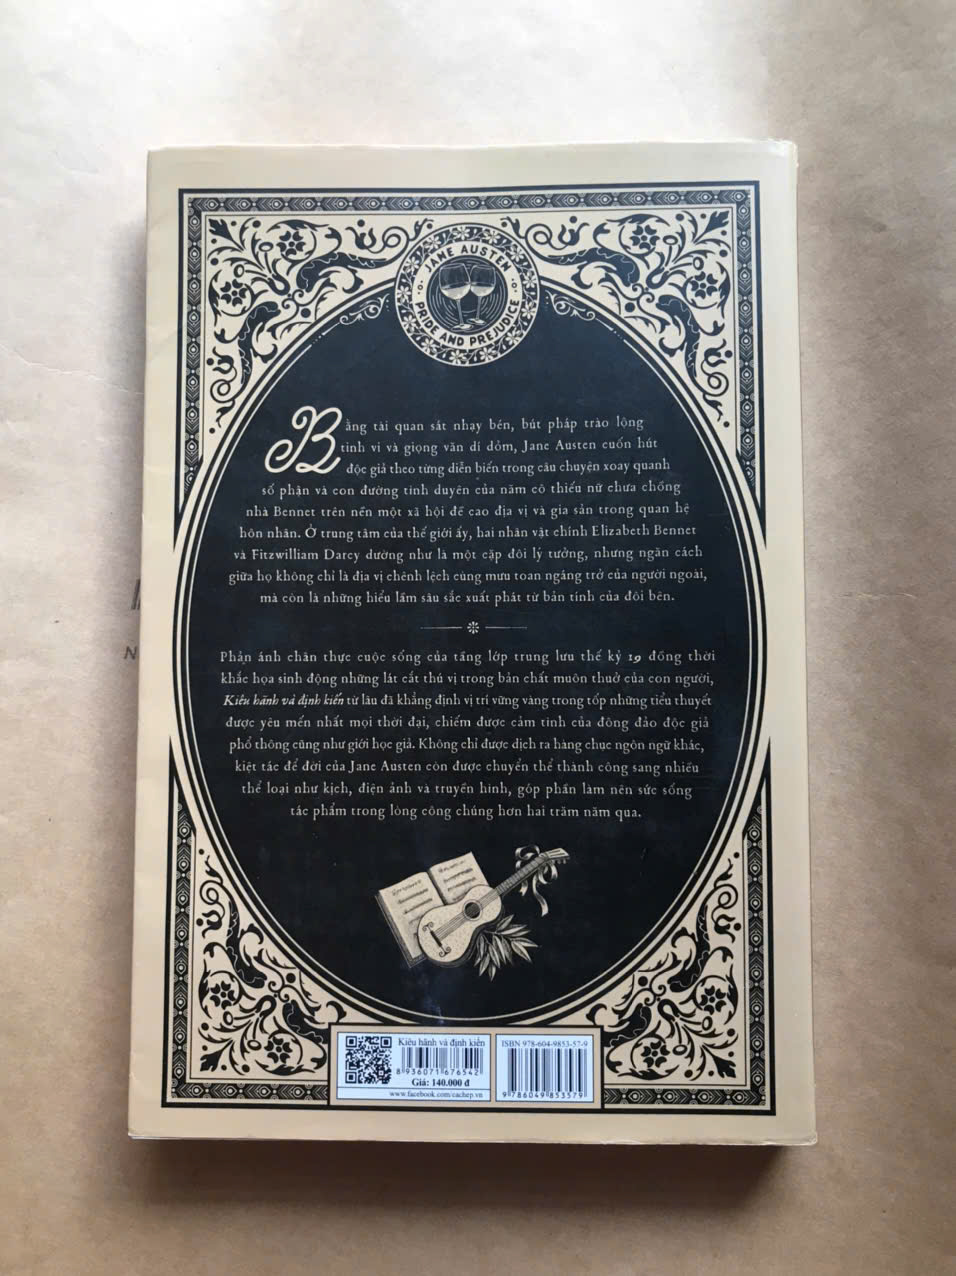 JANE AUSTEN
PRIDE AND PREJUDICE
Bằng tài quan sát nhạy bén, bút pháp trào lộng
tinh vi và giọng văn dí dỏm, Jane Austen cuốn hút
độc giả theo từng diễn biến trong câu chuyện xoay quanh
số phận và con đường tình duyên của năm cô thiếu nữ chưa chồng
nhà Bennet trên nền một xã hội đề cao địa vị và gia sản trong quan hệ
hôn nhân. Ở trung tâm của thế giới ấy, hai nhân vật chính Elizabeth Bennet
và Fitzwilliam Darcy dường như là một cặp đôi lý tưởng, nhưng ngăn cách
giữa họ không chỉ là địa vị chênh lệch cùng mưu toan ngáng trở của người ngoài,
mà còn là những hiểu lầm sâu sắc xuất phát từ bản tính của đôi bên.
Phản ánh chân thực cuộc sống của tầng lớp trung lưu thế kỷ 19 đồng thời
khắc họa sinh động những lát cắt thú vị trong bản chất muôn thuở của con người,
Kiêu hãnh và định kiến từ lâu đã khẳng định vị trí vững vàng trong tốp những tiểu thuyết
được yêu mến nhất mọi thời đại, chiếm được cảm tình của đông đảo độc giả
phổ thông cũng như giới học giả. Không chỉ được dịch ra hàng chục ngôn ngữ khác,
kiệt tác để đời của Jane Austen còn được chuyển thể thành công sang nhiều
thể loại như kịch, điện ảnh và truyền hình, góp phần làm nên sức sống
tác phẩm trong lòng công chúng hơn hai trăm năm qua.
Kiêu hãnh và định kiến
8 936071 676542
Giá: 140.000 đ
www.facebook.com/cachep.vn
ISBN 978-604-9853-57-9
9 786049 853579